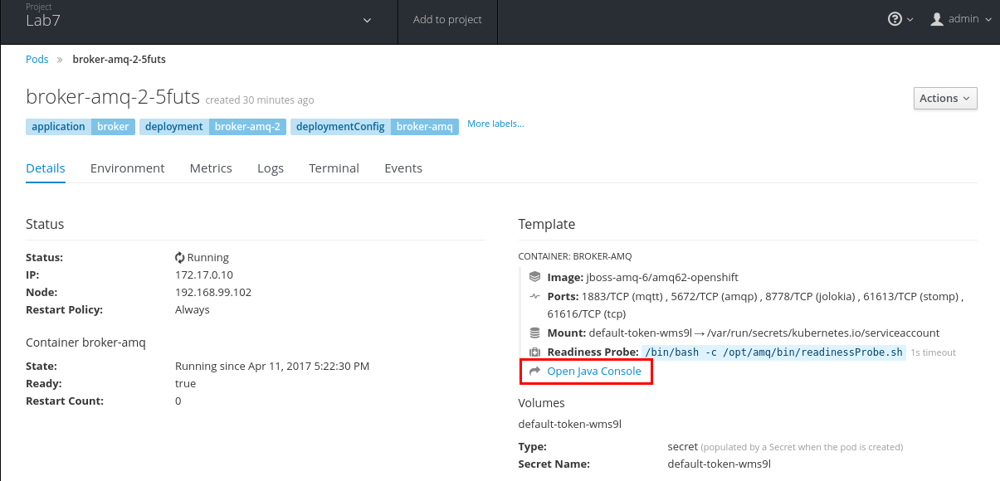 Project
Lab7
Add to project
admin
Pods » broker-amq-2-5futs
broker-amq-2-5futs created 30 minutes ago
Actions
application broker deployment broker-amq-2 deploymentConfig broker-amq More labels...
Details Environment Metrics Logs Terminal Events
Status
Status: Running
IP: 172.17.0.10
Node: 192.168.99.102
Restart Policy: Always
Container broker-amq
State: Running since Apr 11, 2017 5:22:30 PM
Ready: true
Restart Count: 0
Template
CONTAINER: BROKER-AMQ
Image: jboss-amq-6/amq62-openshift
Ports: 1883/TCP (mqtt) , 5672/TCP (amqp) , 8778/TCP (jolokia) , 61613/TCP (stomp) ,
61616/TCP (tcp)
Mount: default-token-wms9l → /var/run/secrets/kubernetes.io/serviceaccount
Readiness Probe: /bin/bash -c /opt/amq/bin/readinessProbe.sh 1s timeout
Open Java Console
Volumes
default-token-wms9l
Type: secret (populated by a Secret when the pod is created)
Secret Name: default-token-wms9l